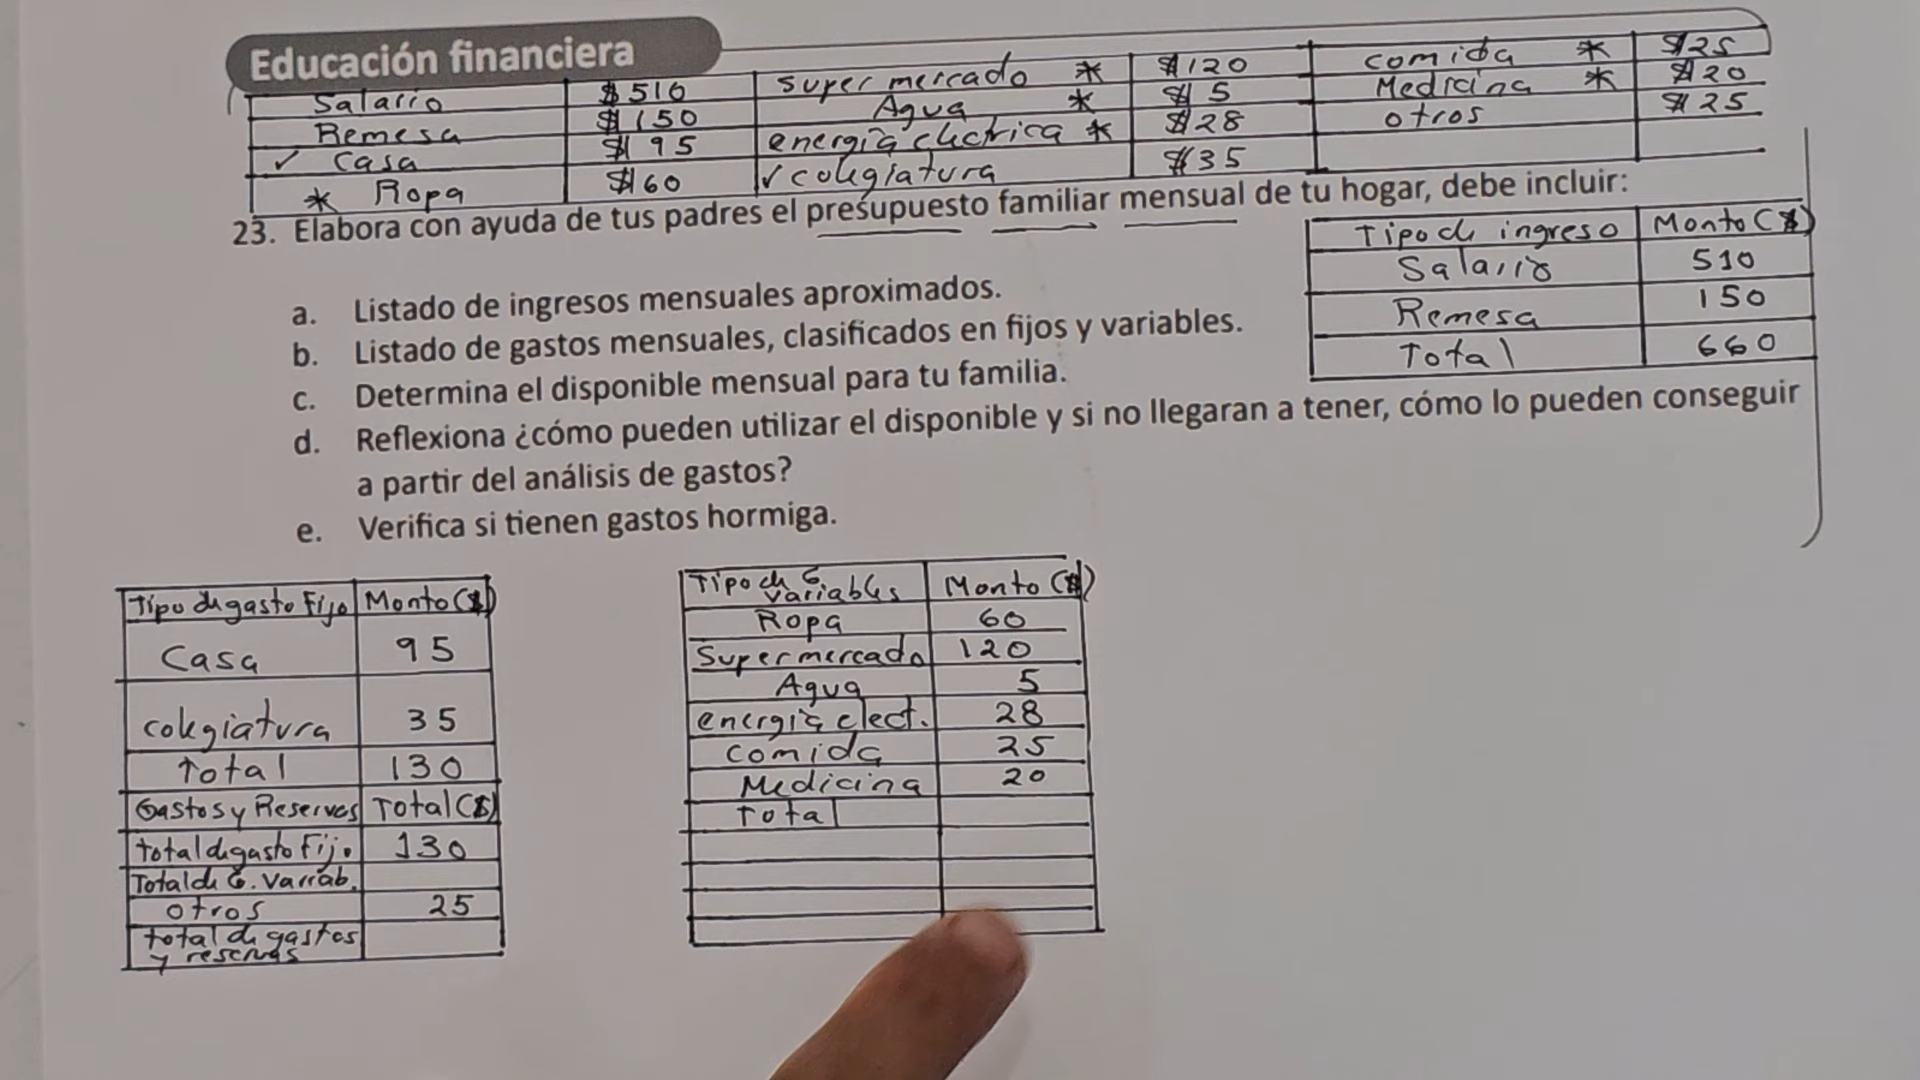 Educación financiera
Salario $510 Super mercado * $120 comida * $25
Remesa $150 Agua * $5 Medicina * $20
✓ Casa $95 energía eléctrica * $28 otros $25
* Ropa $60 ✓ colegiatura $35
23. Elabora con ayuda de tus padres el presupuesto familiar mensual de tu hogar, debe incluir:
a. Listado de ingresos mensuales aproximados.
b. Listado de gastos mensuales, clasificados en fijos y variables.
c. Determina el disponible mensual para tu familia.
d. Reflexiona ¿cómo pueden utilizar el disponible y si no llegaran a tener, cómo lo pueden conseguir
a partir del análisis de gastos?
e. Verifica si tienen gastos hormiga.
Tipo de ingreso Monto ($)
Salario 510
Remesa 150
Total 660
Tipo de gasto Fijo Monto ($)
Casa 95
colegiatura 35
Total 130
Gastos y Reservas Total ($)
total de gasto Fijo 130
Total de G. Variab.
otros 25
total de gastos
y reservas
Tipo de G.
Variables Monto ($)
Ropa 60
Supermercado 120
Agua 5
energía elect. 28
Comida 25
Medicina 20
Total